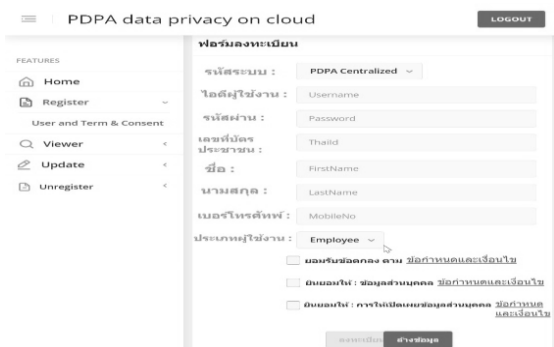 PDPA data privacy on cloud
LOGOUT
FEATURES
Home
Register
User and Term & Consent
Viewer
Update
Unregister
ฟอร์มลงทะเบียน
รหัสระบบ : PDPA Centralized
ไอดีผู้ใช้งาน : Username
รหัสผ่าน : Password
เลขที่บัตร
ประชาชน : ThaiId
ชื่อ : FirstName
นามสกุล : LastName
เบอร์โทรศัพท์ : MobileNo
ประเภทผู้ใช้งาน : Employee
ยอมรับข้อตกลง ตาม ข้อกำหนดและเงื่อนไข
ยินยอมให้ : ข้อมูลส่วนบุคคล ข้อกำหนดและเงื่อนไข
ยินยอมให้ : การให้เปิดเผยข้อมูลส่วนบุคคล ข้อกำหนด
และเงื่อนไข
ลงทะเบียน ล้างข้อมูล